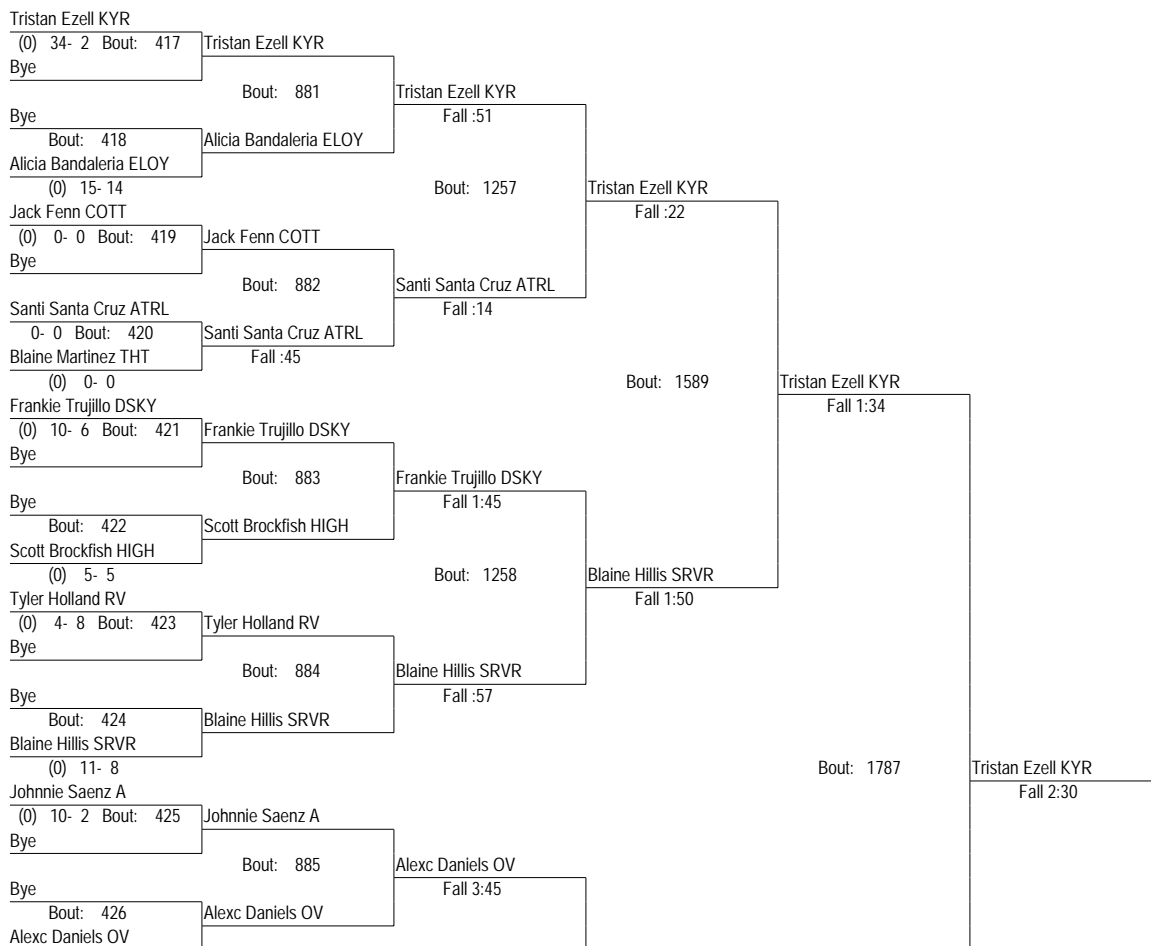 Tristan Ezell KYR
(0) 34- 2 Bout: 417 Tristan Ezell KYR
Bye
Bout: 881 Tristan Ezell KYR
Bye Fall :51
Bout: 418 Alicia Bandaleria ELOY
Alicia Bandaleria ELOY
(0) 15- 14 Bout: 1257 Tristan Ezell KYR
Jack Fenn COTT Fall :22
(0) 0- 0 Bout: 419 Jack Fenn COTT
Bye
Bout: 882 Santi Santa Cruz ATRL
Santi Santa Cruz ATRL Fall :14
0- 0 Bout: 420 Santi Santa Cruz ATRL
Blaine Martinez THT Fall :45
(0) 0- 0 Bout: 1589 Tristan Ezell KYR
Frankie Trujillo DSKY Fall 1:34
(0) 10- 6 Bout: 421 Frankie Trujillo DSKY
Bye
Bout: 883 Frankie Trujillo DSKY
Bye Fall 1:45
Bout: 422 Scott Brockfish HIGH
Scott Brockfish HIGH
(0) 5- 5 Bout: 1258 Blaine Hillis SRVR
Tyler Holland RV Fall 1:50
(0) 4- 8 Bout: 423 Tyler Holland RV
Bye
Bout: 884 Blaine Hillis SRVR
Bye Fall :57
Bout: 424 Blaine Hillis SRVR
Blaine Hillis SRVR
(0) 11- 8 Bout: 1787 Tristan Ezell KYR
Johnnie Saenz A Fall 2:30
(0) 10- 2 Bout: 425 Johnnie Saenz A
Bye
Bout: 885 Alexc Daniels OV
Bye Fall 3:45
Bout: 426 Alexc Daniels OV
Alexc Daniels OV